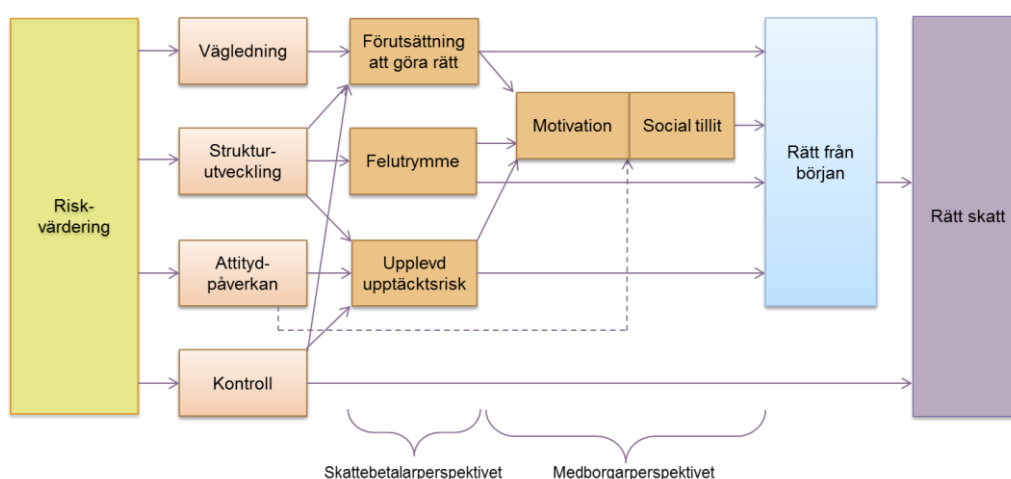 Risk-
värdering
Vägledning
Struktur-
utveckling
Attityd-
påverkan
Kontroll
Förutsättning
att göra rätt
Felutrymme
Upplevd
upptäcktsrisk
Motivation
Social tillit
Rätt från
början
Rätt skatt
Skattebetalarperspektivet
Medborgarperspektivet